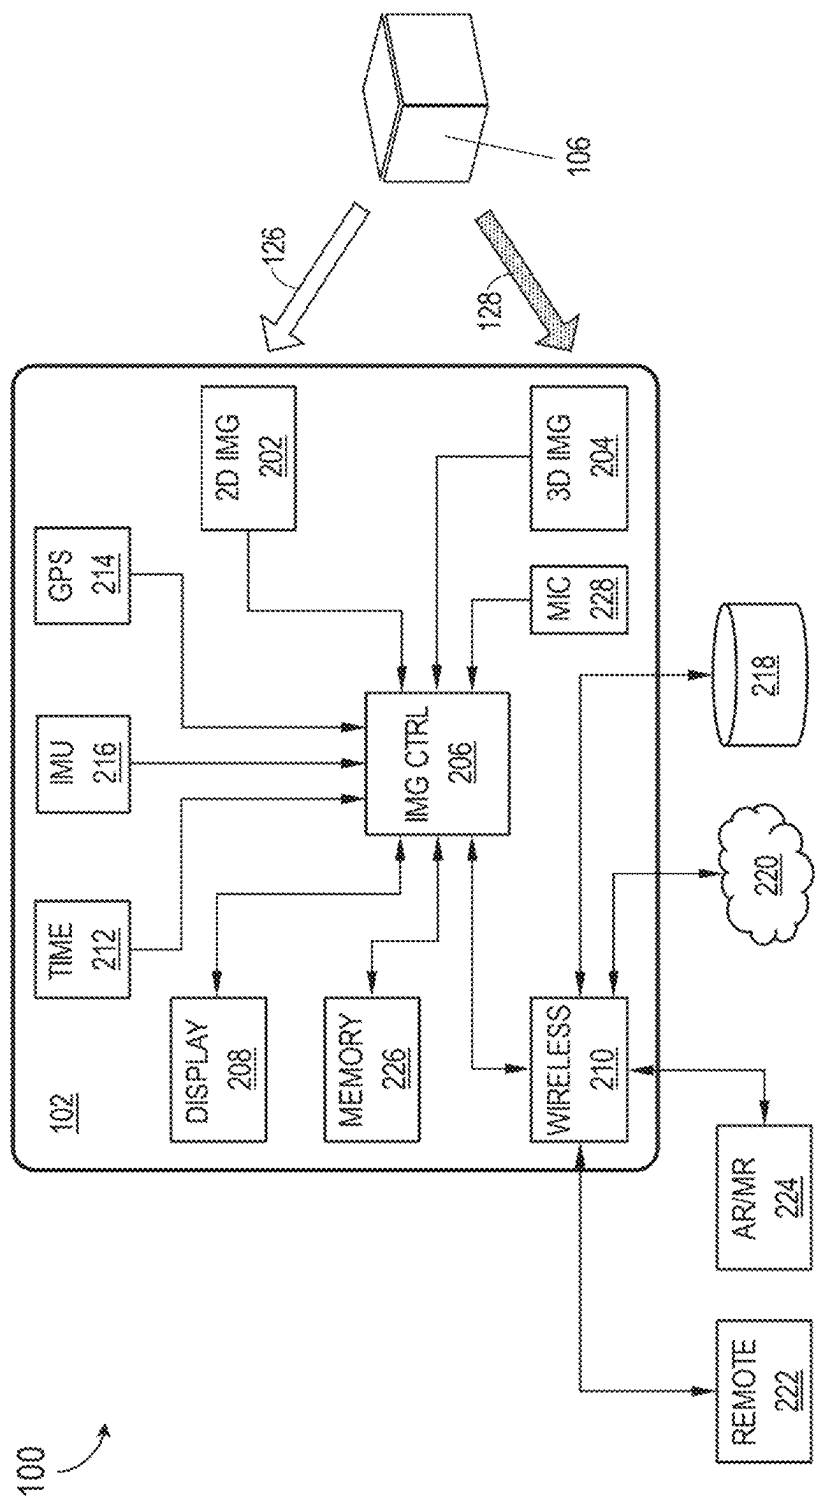 100
102
TIME
212
IMU
216
GPS
214
DISPLAY
208
MEMORY
226
WIRELESS
210
IMG CTRL
206
2D IMG
202
3D IMG
204
MIC
228
126
128
106
REMOTE
222
AR/MR
224
220
218